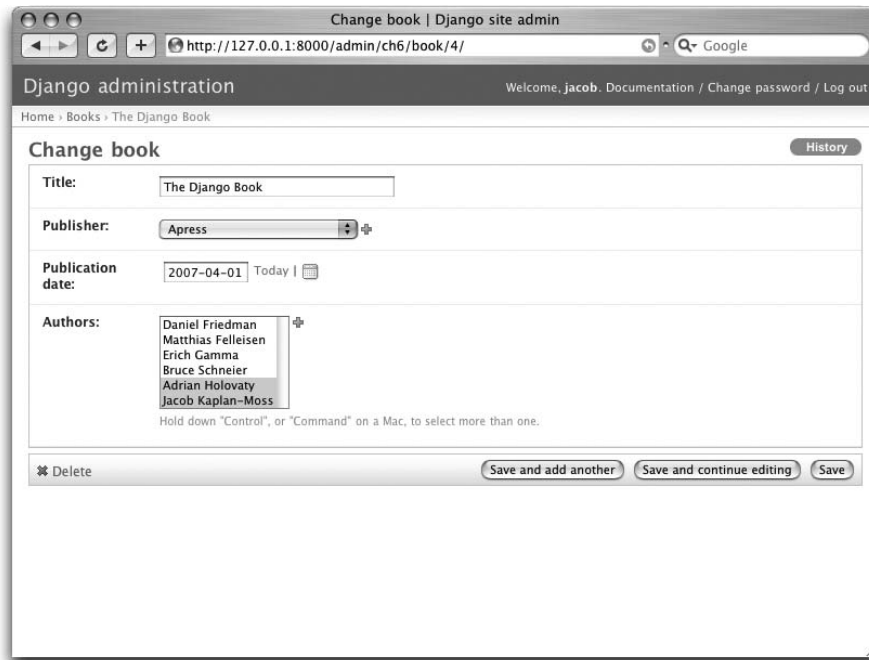 Change book | Django site admin
http://127.0.0.1:8000/admin/ch6/book/4/
Google
Django administration
Welcome, jacob. Documentation / Change password / Log out
Home › Books › The Django Book
Change book
History
Title:
The Django Book
Publisher:
Apress
Publication date:
2007-04-01 Today |
Authors:
Daniel Friedman
Matthias Felleisen
Erich Gamma
Bruce Schneier
Adrian Holovaty
Jacob Kaplan-Moss
Hold down "Control", or "Command" on a Mac, to select more than one.
Delete
Save and add another
Save and continue editing
Save